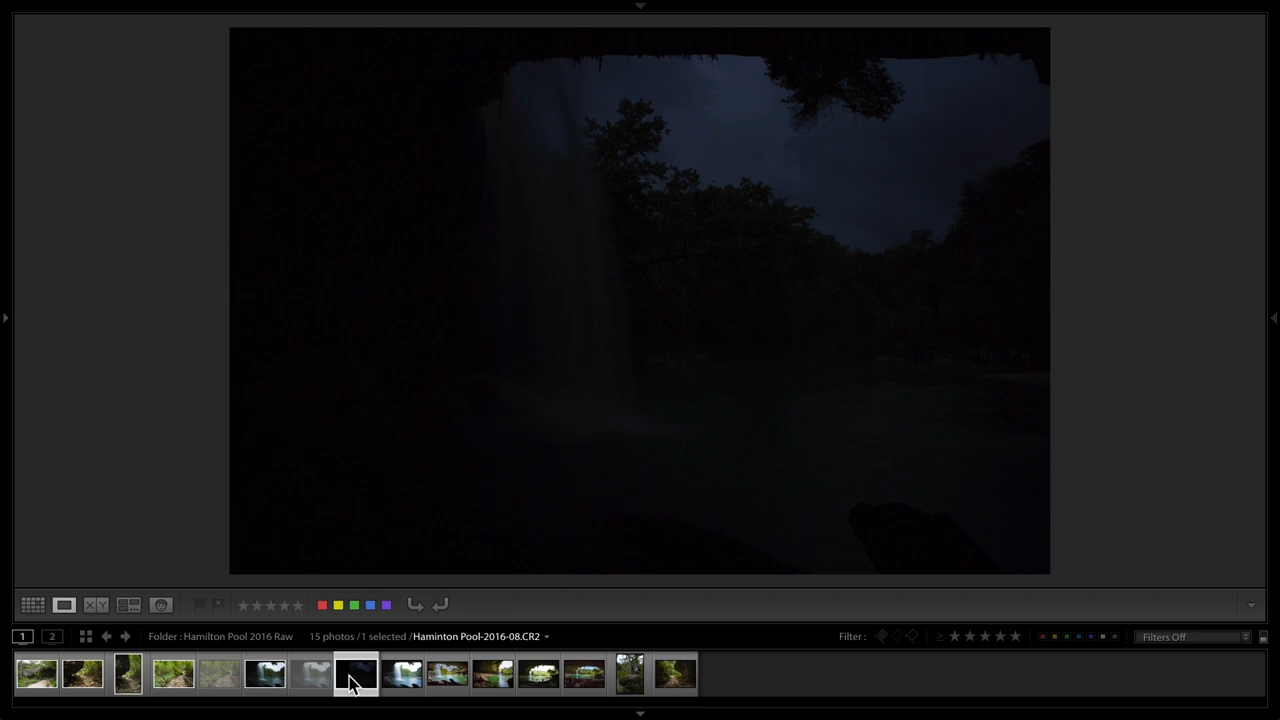 XY
1 2 Folder : Hamilton Pool 2016 Raw 15 photos /1 selected /Haminton Pool-2016-08.CR2 Filter : ≥ Filters Off